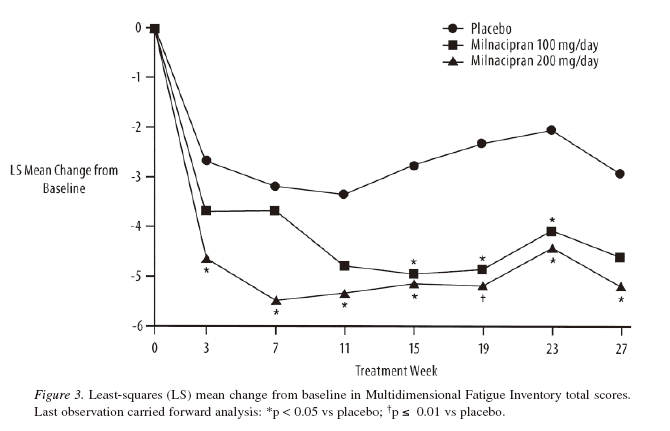 Placebo
Milnacipran 100 mg/day
Milnacipran 200 mg/day
0
-1
-2
-3
-4
-5
-6
LS Mean Change from
Baseline
* * * * * * * † * * *
0 3 7 11 15 19 23 27
Treatment Week
Figure 3. Least-squares (LS) mean change from baseline in Multidimensional Fatigue Inventory total scores.
Last observation carried forward analysis: *p < 0.05 vs placebo; †p ≤ 0.01 vs placebo.